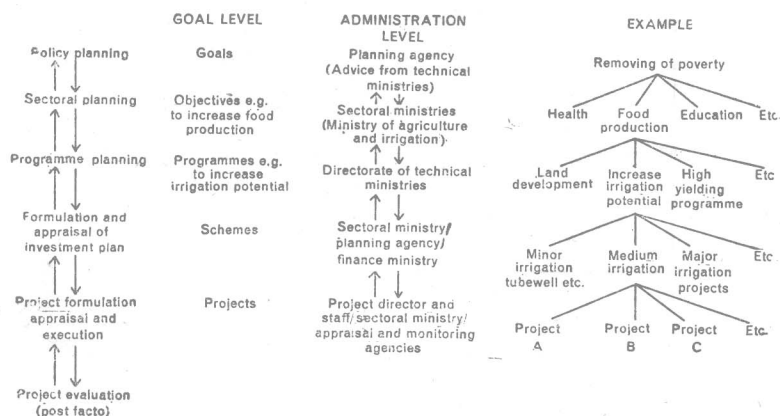 GOAL LEVEL
ADMINISTRATION
LEVEL
EXAMPLE
Policy planning
Goals
Planning agency
(Advice from technical
ministries)
Removing of poverty
Sectoral planning
Objectives e.g.
to increase food
production
Sectoral ministries
(Ministry of agriculture
and irrigation)
Health
Food
production
Education
Etc
Programme planning
Programmes e.g.
to increase
irrigation potential
Directorate of technical
ministries
Land
development
Increase
irrigation
potential
High
yielding
programme
Etc
Formulation and
appraisal of
investment plan
Schemes
Sectoral ministry/
planning agency/
finance ministry
Minor
irrigation
tubewell etc.
Medium
irrigation
Major
irrigation
projects
Etc
Project formulation
appraisal and
execution
Projects
Project director and
staff/sectoral ministry/
appraisal and monitoring
agencies
Project
A
Project
B
Project
C
Etc.
Project evaluation
(post facto)